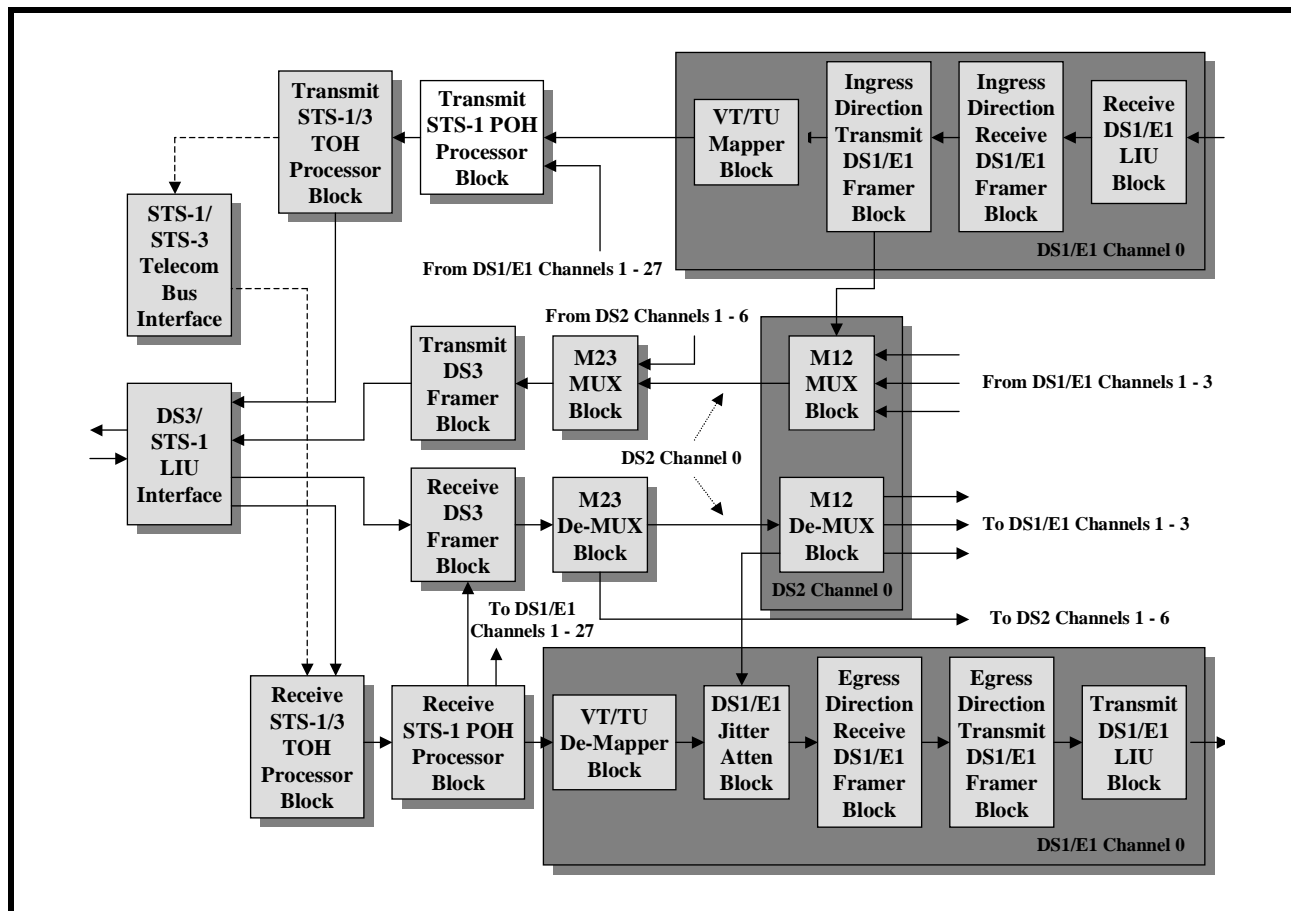 Transmit
STS-1/3
TOH
Processor
Block
Transmit
STS-1 POH
Processor
Block
VT/TU
Mapper
Block
Ingress
Direction
Transmit
DS1/E1
Framer
Block
Ingress
Direction
Receive
DS1/E1
Framer
Block
Receive
DS1/E1
LIU
Block
DS1/E1 Channel 0
STS-1/
STS-3
Telecom
Bus
Interface
From DS1/E1 Channels 1 - 27
From DS2 Channels 1 - 6
Transmit
DS3
Framer
Block
M23
MUX
Block
M12
MUX
Block
From DS1/E1 Channels 1 - 3
DS3/
STS-1
LIU
Interface
DS2 Channel 0
Receive
DS3
Framer
Block
M23
De-MUX
Block
M12
De-MUX
Block
To DS1/E1 Channels 1 - 3
DS2 Channel 0
To DS1/E1
Channels 1 - 27
To DS2 Channels 1 - 6
Receive
STS-1/3
TOH
Processor
Block
Receive
STS-1 POH
Processor
Block
VT/TU
De-Mapper
Block
DS1/E1
Jitter
Atten
Block
Egress
Direction
Receive
DS1/E1
Framer
Block
Egress
Direction
Transmit
DS1/E1
Framer
Block
Transmit
DS1/E1
LIU
Block
DS1/E1 Channel 0